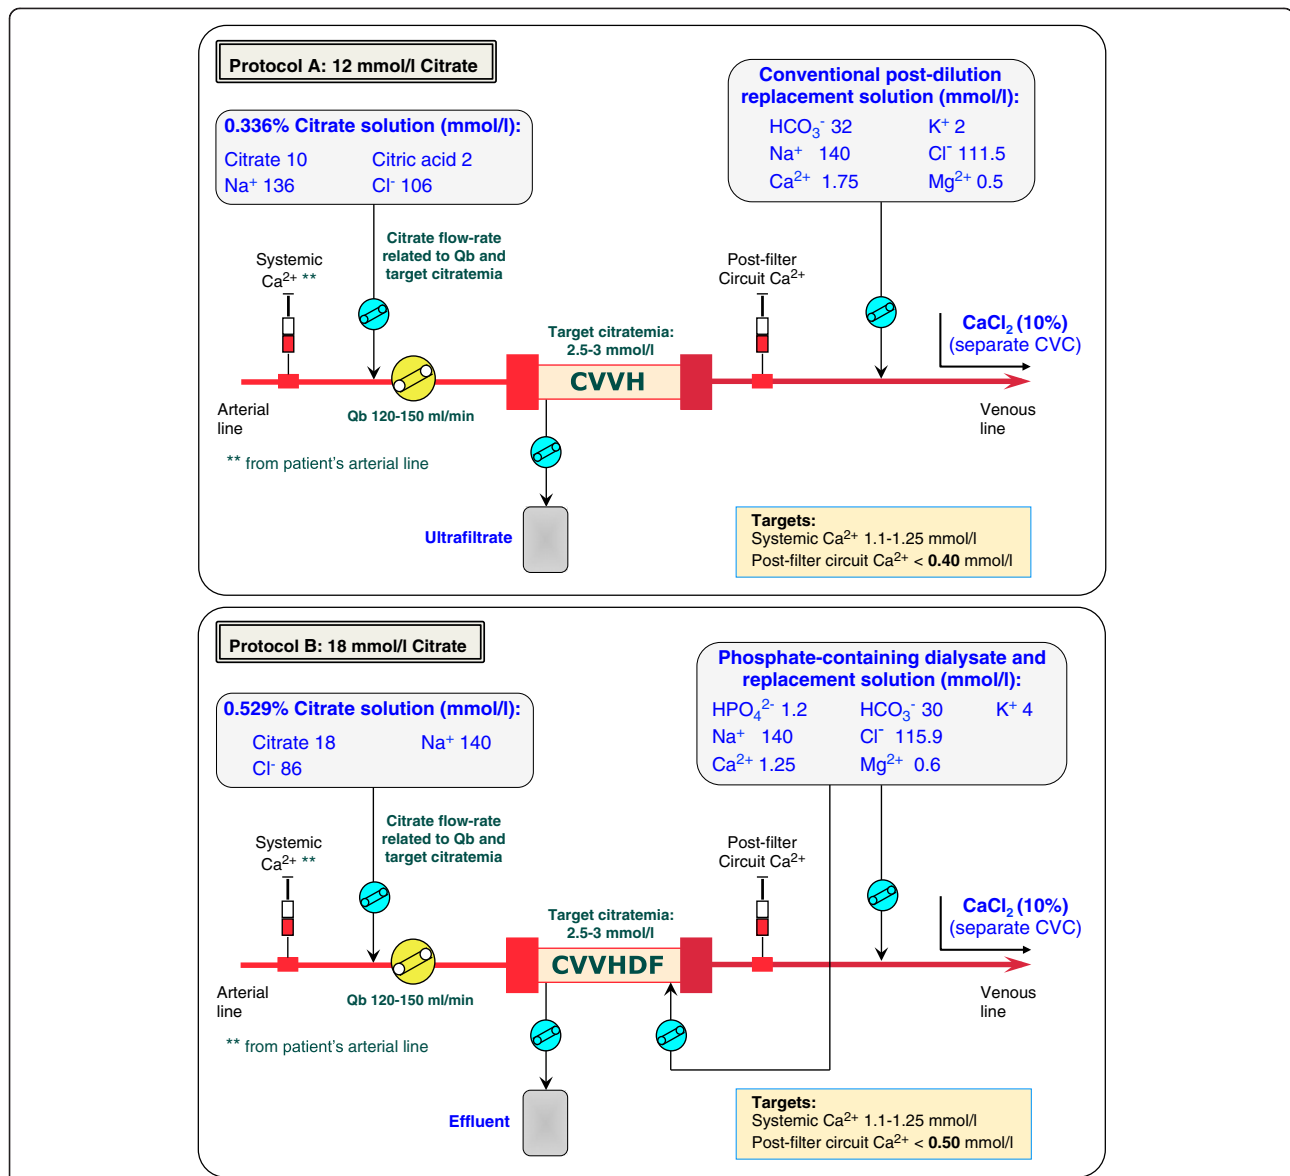 Protocol A: 12 mmol/l Citrate
0.336% Citrate solution (mmol/l):
Citrate 10 Citric acid 2
Na⁺ 136 Cl⁻ 106
Conventional post-dilution
replacement solution (mmol/l):
HCO₃⁻ 32 K⁺ 2
Na⁺ 140 Cl⁻ 111.5
Ca²⁺ 1.75 Mg²⁺ 0.5
Citrate flow-rate
related to Qb and
target citratemia
Systemic
Ca²⁺ **
Post-filter
Circuit Ca²⁺
Target citratemia:
2.5-3 mmol/l
CaCl₂ (10%)
(separate CVC)
CVVH
Arterial
line
Qb 120-150 ml/min
Venous
line
** from patient's arterial line
Ultrafiltrate
Targets:
Systemic Ca²⁺ 1.1-1.25 mmol/l
Post-filter circuit Ca²⁺ < 0.40 mmol/l
Protocol B: 18 mmol/l Citrate
0.529% Citrate solution (mmol/l):
Citrate 18 Na⁺ 140
Cl⁻ 86
Phosphate-containing dialysate and
replacement solution (mmol/l):
HPO₄²⁻ 1.2 HCO₃⁻ 30 K⁺ 4
Na⁺ 140 Cl⁻ 115.9
Ca²⁺ 1.25 Mg²⁺ 0.6
Citrate flow-rate
related to Qb and
target citratemia
Systemic
Ca²⁺ **
Post-filter
Circuit Ca²⁺
Target citratemia:
2.5-3 mmol/l
CaCl₂ (10%)
(separate CVC)
CVVHDF
Arterial
line
Qb 120-150 ml/min
Venous
line
** from patient's arterial line
Effluent
Targets:
Systemic Ca²⁺ 1.1-1.25 mmol/l
Post-filter circuit Ca²⁺ < 0.50 mmol/l